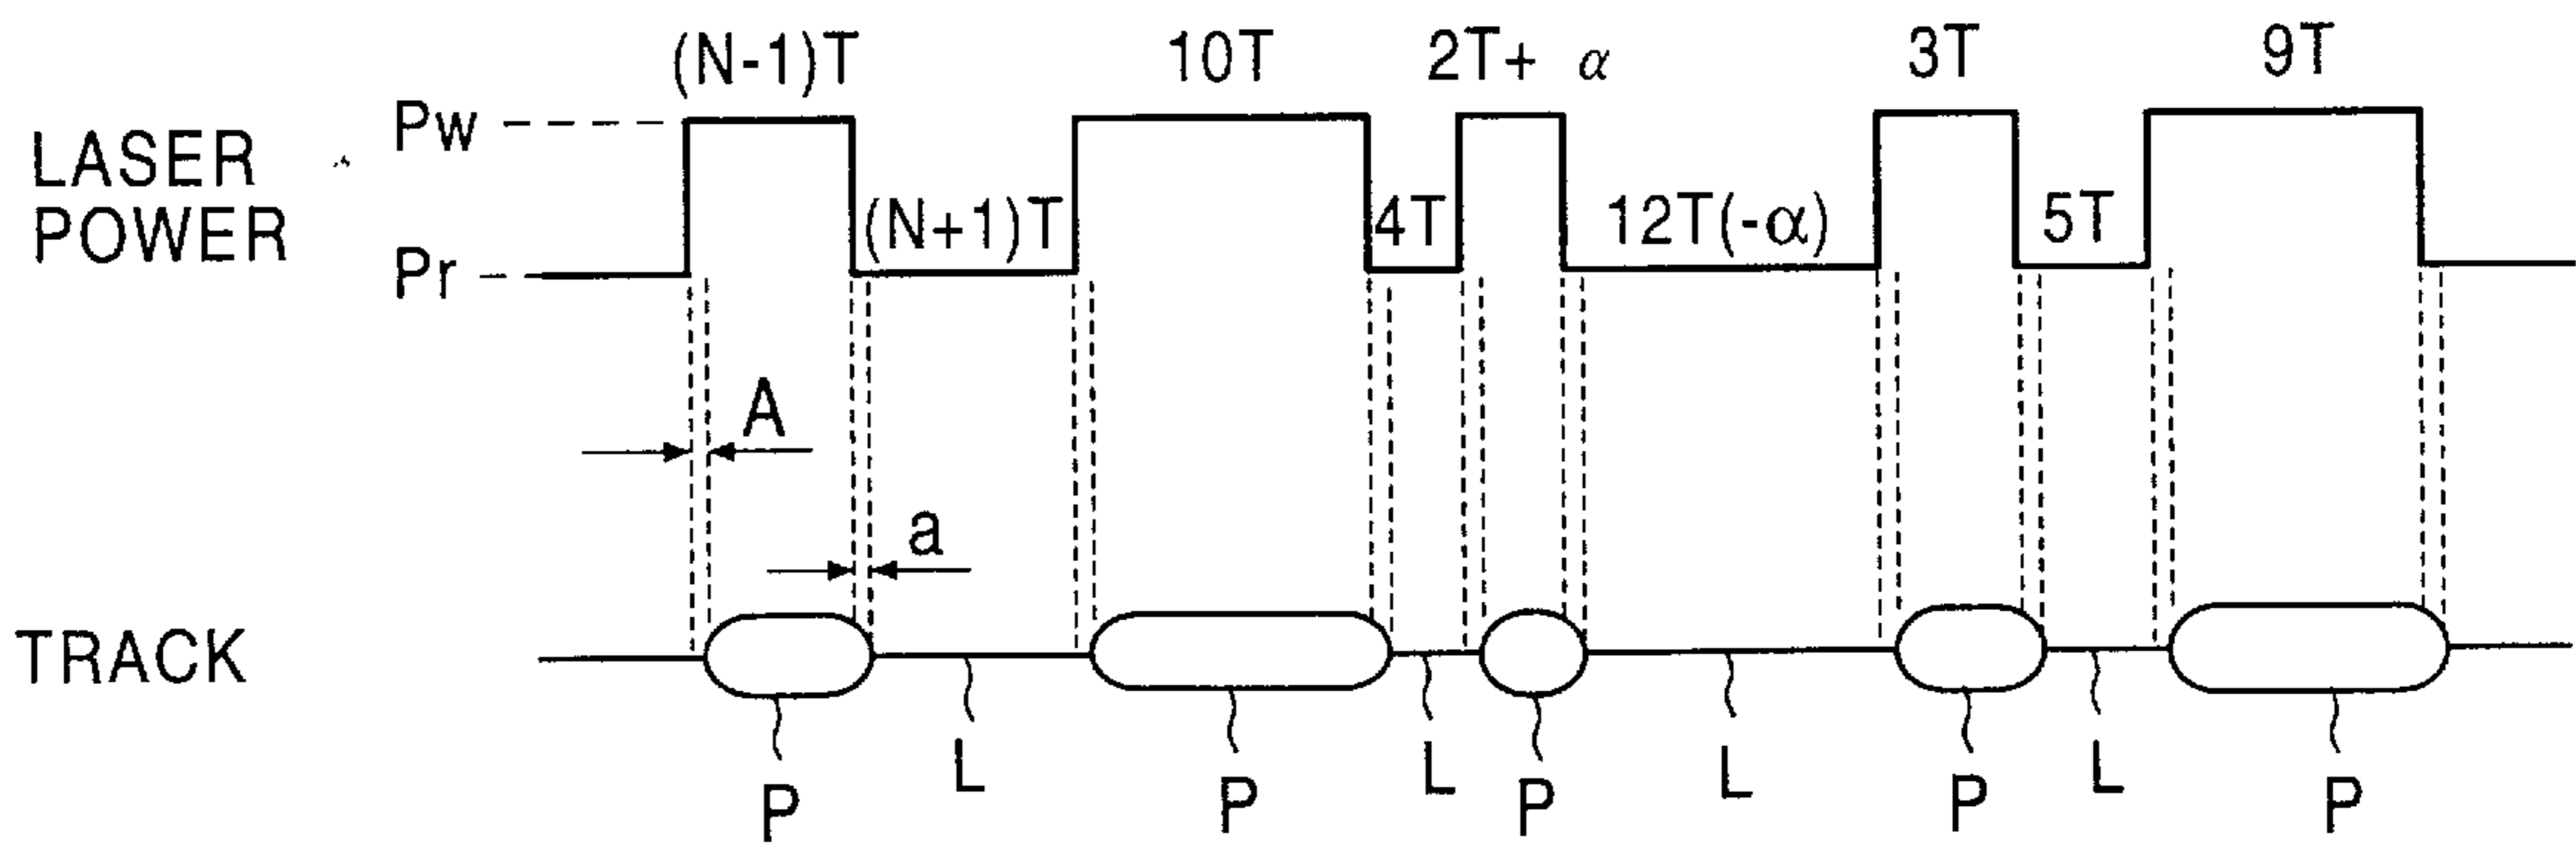 (N-1)T
10T
2T+ α
3T
9T
Pw
LASER
POWER
(N+1)T
4T
12T(-α)
5T
Pr
A
a
TRACK
P
L
P
L
P
L
P
L
P